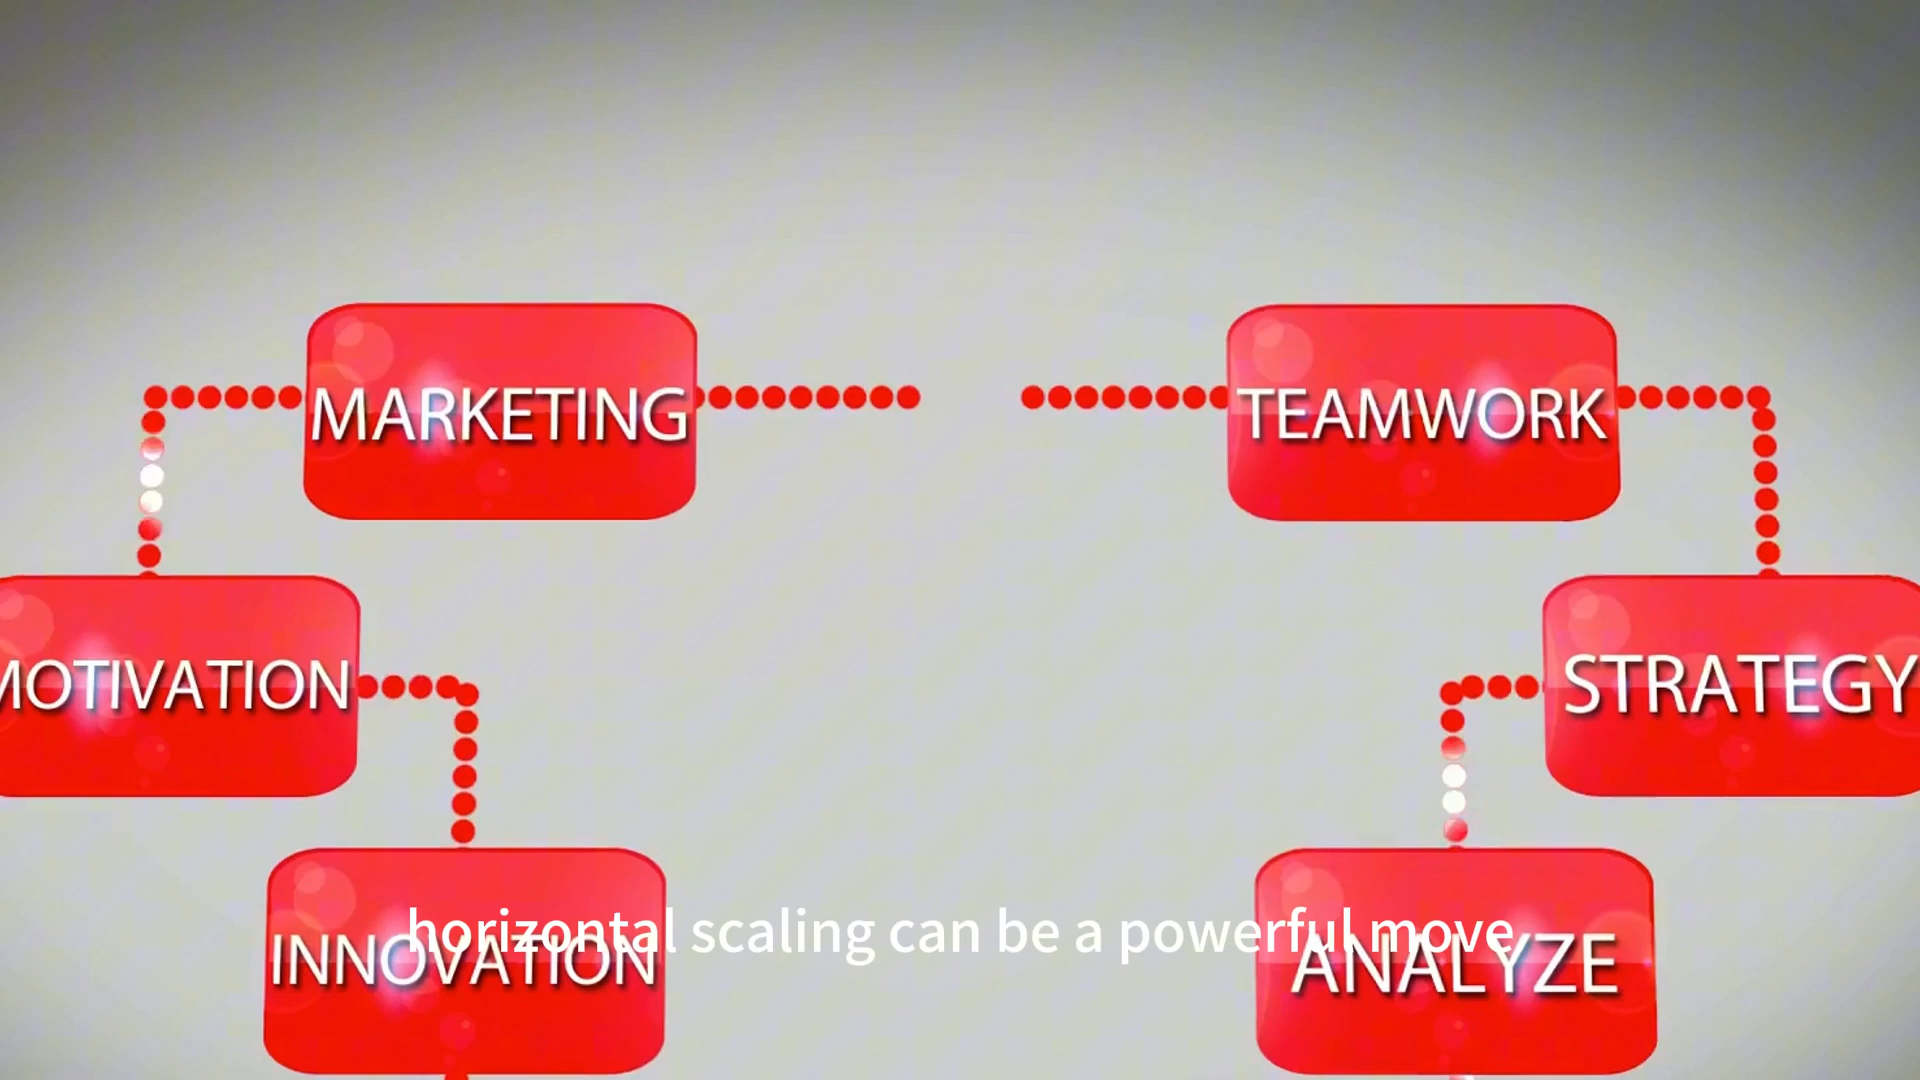 MARKETING
TEAMWORK
MOTIVATION
STRATEGY
INNOVATION
ANALYZE
horizontal scaling can be a powerful move